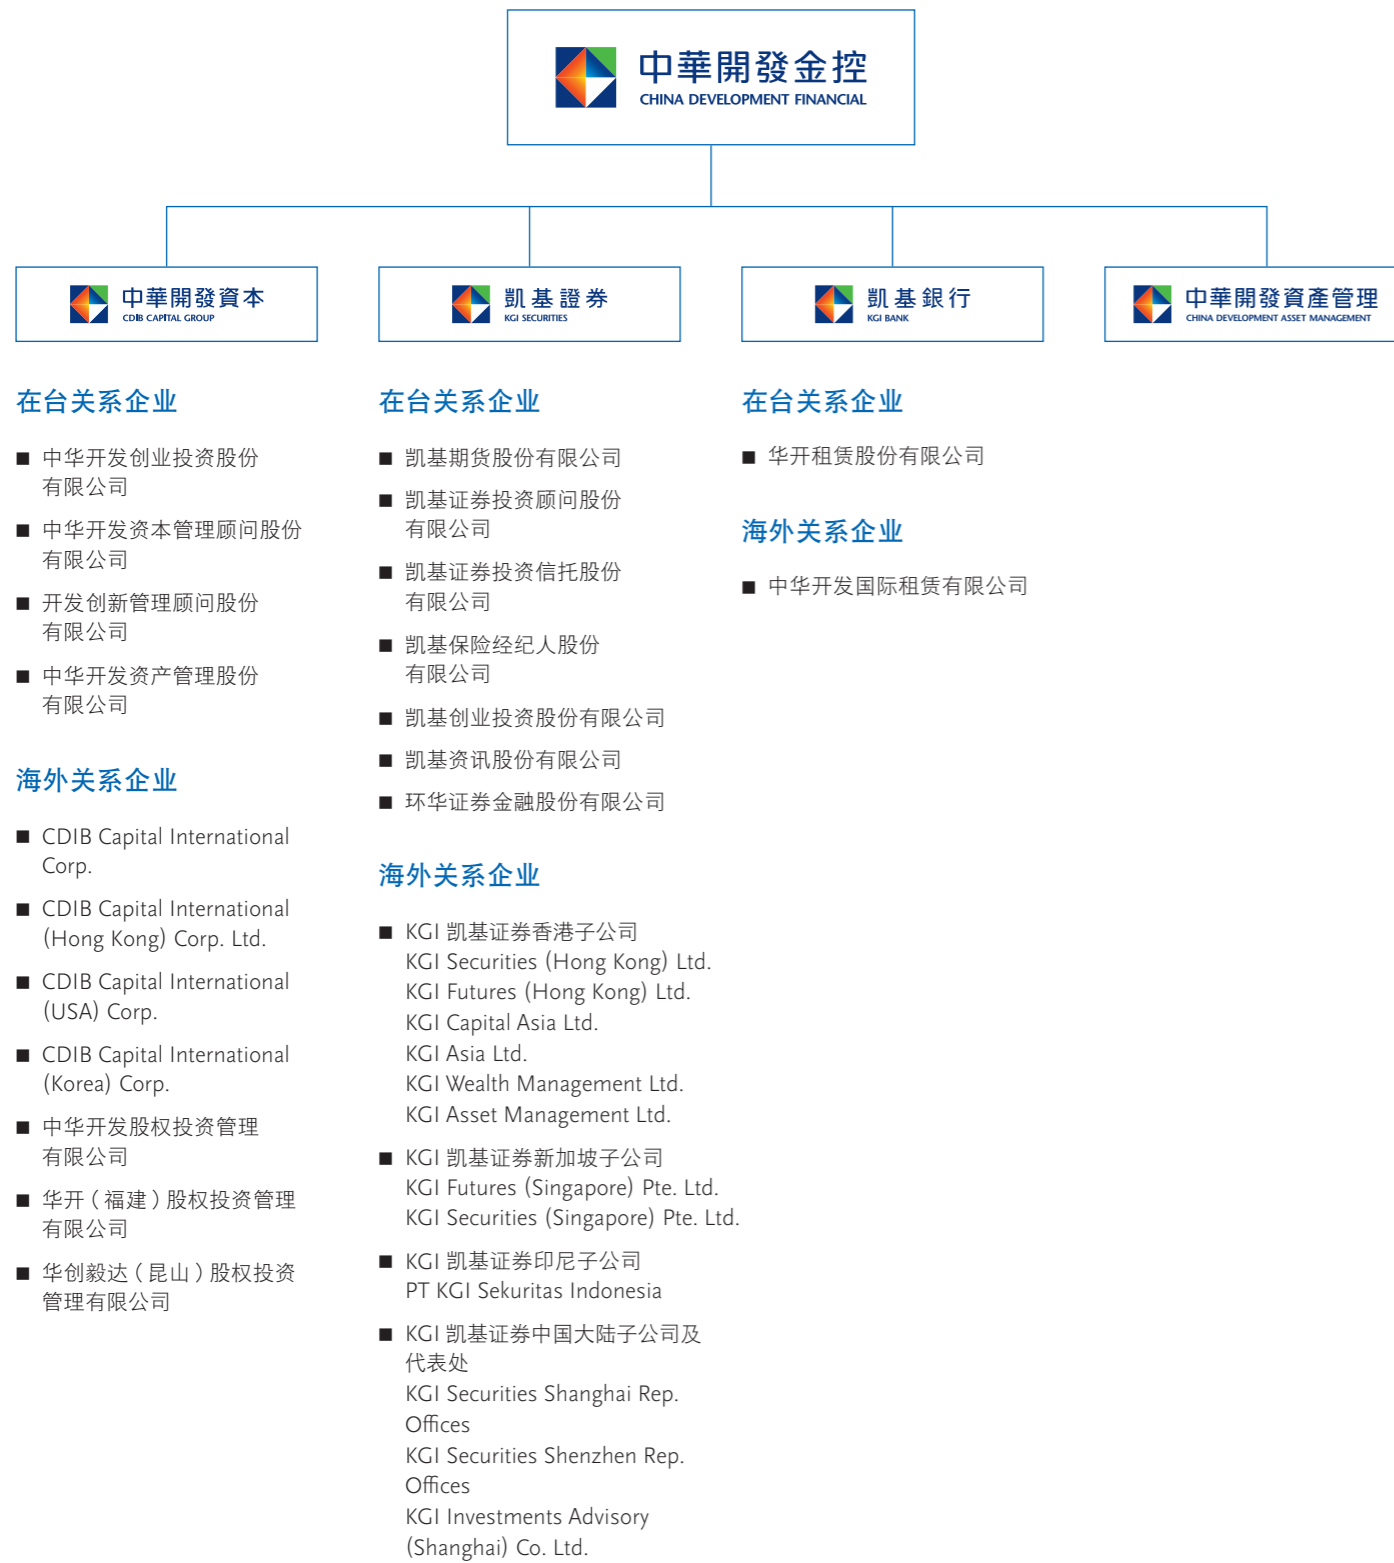 中華開發金控
CHINA DEVELOPMENT FINANCIAL
中華開發資本
CDIB CAPITAL GROUP
凱基證券
KGI SECURITIES
凱基銀行
KGI BANK
中華開發資產管理
CHINA DEVELOPMENT ASSET MANAGEMENT
在台关系企业
■ 中华开发创业投资股份
有限公司
■ 中华开发资本管理顾问股份
有限公司
■ 开发创新管理顾问股份
有限公司
■ 中华开发资产管理股份
有限公司
海外关系企业
■ CDIB Capital International
Corp.
■ CDIB Capital International
(Hong Kong) Corp. Ltd.
■ CDIB Capital International
(USA) Corp.
■ CDIB Capital International
(Korea) Corp.
■ 中华开发股权投资管理
有限公司
■ 华开（福建）股权投资管理
有限公司
■ 华创毅达（昆山）股权投资
管理有限公司
在台关系企业
■ 凯基期货股份有限公司
■ 凯基证券投资顾问股份
有限公司
■ 凯基证券投资信托股份
有限公司
■ 凯基保险经纪人股份
有限公司
■ 凯基创业投资股份有限公司
■ 凯基资讯股份有限公司
■ 环华证券金融股份有限公司
海外关系企业
■ KGI 凯基证券香港子公司
KGI Securities (Hong Kong) Ltd.
KGI Futures (Hong Kong) Ltd.
KGI Capital Asia Ltd.
KGI Asia Ltd.
KGI Wealth Management Ltd.
KGI Asset Management Ltd.
■ KGI 凯基证券新加坡子公司
KGI Futures (Singapore) Pte. Ltd.
KGI Securities (Singapore) Pte. Ltd.
■ KGI 凯基证券印尼子公司
PT KGI Sekuritas Indonesia
■ KGI 凯基证券中国大陆子公司及
代表处
KGI Securities Shanghai Rep.
Offices
KGI Securities Shenzhen Rep.
Offices
KGI Investments Advisory
(Shanghai) Co. Ltd.
在台关系企业
■ 华开租赁股份有限公司
海外关系企业
■ 中华开发国际租赁有限公司